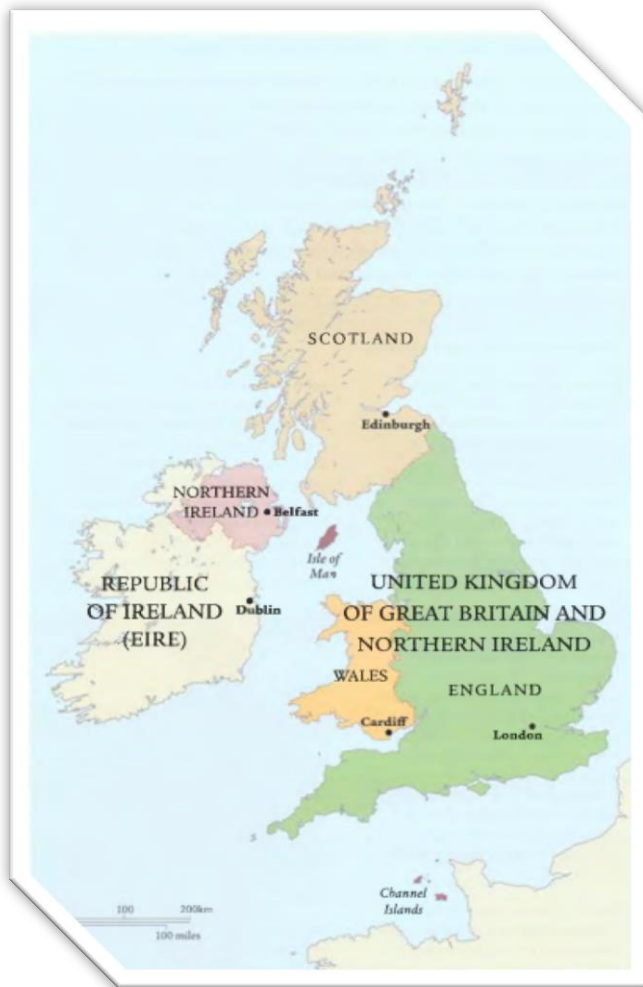 SCOTLAND
Edinburgh
NORTHERN
IRELAND
Belfast
Isle of
Man
REPUBLIC
OF IRELAND
(EIRE)
Dublin
UNITED KINGDOM
OF GREAT BRITAIN AND
NORTHERN IRELAND
WALES
ENGLAND
Cardiff
London
Channel
Islands
100 200km
100 miles